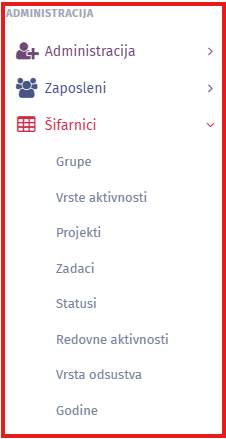 ADMINISTRACIJA
Administracija
Zaposleni
Šifarnici
Grupe
Vrste aktivnosti
Projekti
Zadaci
Statusi
Redovne aktivnosti
Vrsta odsustva
Godine